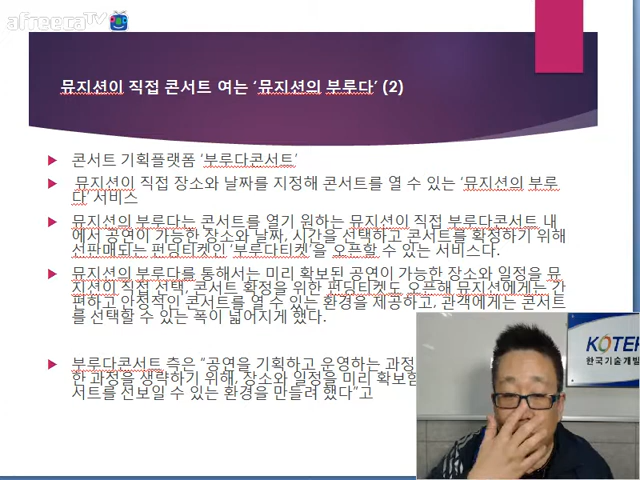 afreecaTV
뮤지션이 직접 콘서트 여는 ‘뮤지션의 부루다’ (2)
콘서트 기획플랫폼 ‘부루다콘서트’
뮤지션이 직접 장소와 날짜를 지정해 콘서트를 열 수 있는 ‘뮤지션의 부루
다’ 서비스
뮤지션의 부루다는 콘서트를 열기 원하는 뮤지션이 직접 부루다콘서트 내
에서 공연이 가능한 장소와 날짜, 시간을 선택하고 콘서트를 확정하기 위해
선판매되는 펀딩티켓인 ‘부루다티켓’을 오픈할 수 있는 서비스다.
뮤지션의 부루다를 통해서는 미리 확보된 공연이 가능한 장소와 일정을 뮤
지션이 직접 선택, 콘서트 확정을 위한 펀딩티켓도 오픈해 뮤지션에게는 간
편하고 안정적인 콘서트를 열 수 있는 환경을 제공하고, 관객에게는 콘서트
를 선택할 수 있는 폭이 넓어지게 했다.
부루다콘서트 측은 “공연을 기획하고 운영하는 과정
한 과정을 생략하기 위해, 장소와 일정을 미리 확보함
서트를 선보일 수 있는 환경을 만들려 했다”고
KOTE
한국기술개발